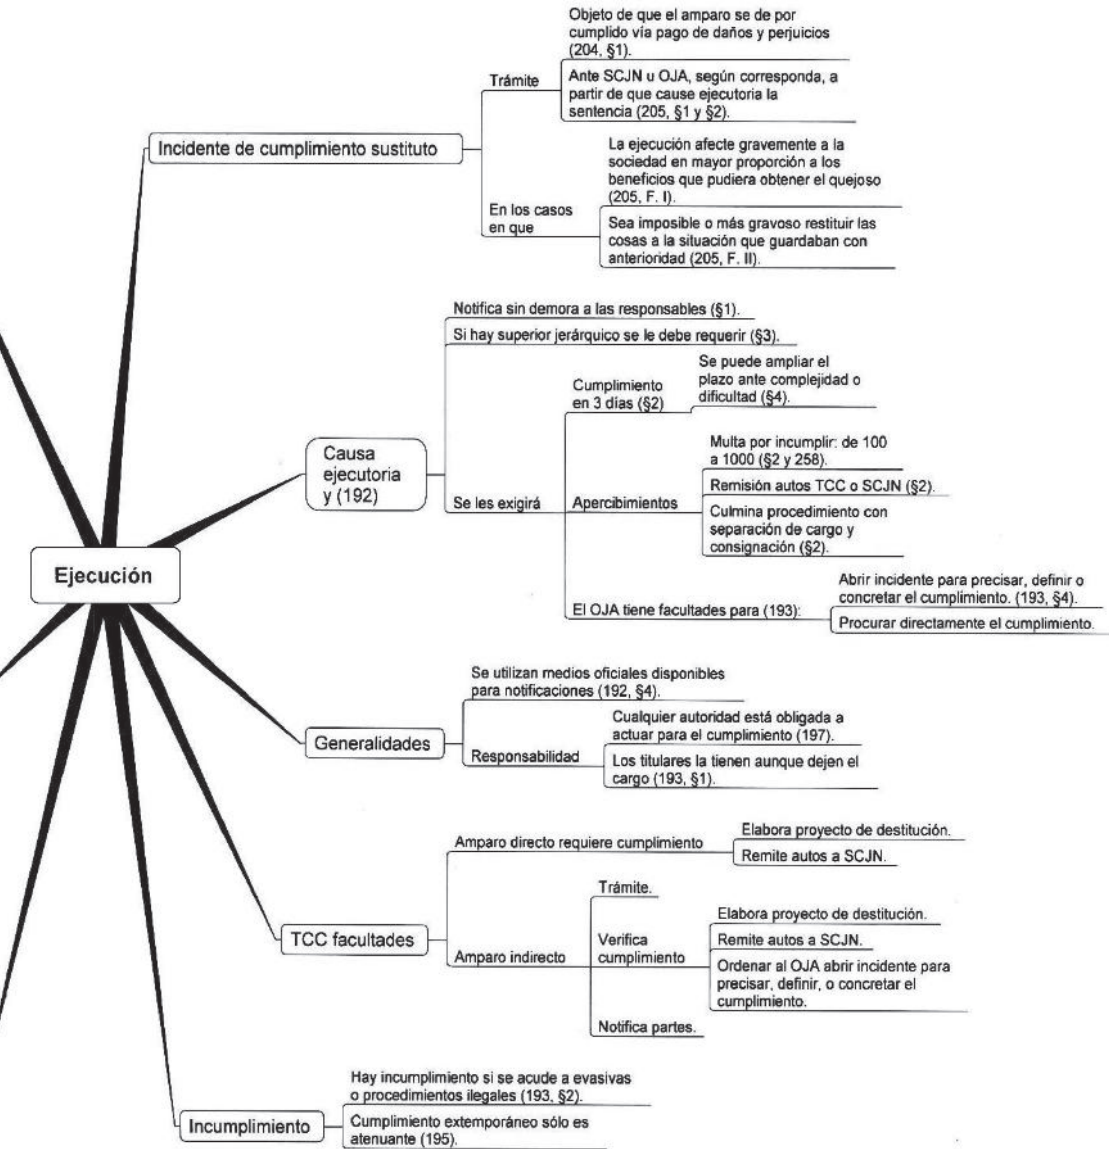 Objeto de que el amparo se de por
cumplido vía pago de daños y perjuicios
(204, §1).
Trámite
Ante SCJN u OJA, según corresponda, a
partir de que cause ejecutoria la
sentencia (205, §1 y §2).
Incidente de cumplimiento sustituto
La ejecución afecte gravemente a la
sociedad en mayor proporción a los
beneficios que pudiera obtener el quejoso
(205, F. I).
En los casos
en que
Sea imposible o más gravoso restituir las
cosas a la situación que guardaban con
anterioridad (205, F. II).
Notifica sin demora a las responsables (§1).
Si hay superior jerárquico se le debe requerir (§3).
Cumplimiento
en 3 días (§2)
Se puede ampliar el
plazo ante complejidad o
dificultad (§4).
Causa
ejecutoria
y (192)
Se les exigirá
Apercibimientos
Multa por incumplir: de 100
a 1000 (§2 y 258).
Remisión autos TCC o SCJN (§2).
Culmina procedimiento con
separación de cargo y
consignación (§2).
Ejecución
El OJA tiene facultades para (193):
Abrir incidente para precisar, definir o
concretar el cumplimiento. (193, §4).
Procurar directamente el cumplimiento.
Se utilizan medios oficiales disponibles
para notificaciones (192, §4).
Generalidades
Responsabilidad
Cualquier autoridad está obligada a
actuar para el cumplimiento (197).
Los titulares la tienen aunque dejen el
cargo (193, §1).
Amparo directo requiere cumplimiento
Elabora proyecto de destitución.
Remite autos a SCJN.
TCC facultades
Amparo indirecto
Trámite.
Verifica
cumplimiento
Elabora proyecto de destitución.
Remite autos a SCJN.
Ordenar al OJA abrir incidente para
precisar, definir, o concretar el
cumplimiento.
Notifica partes.
Incumplimiento
Hay incumplimiento si se acude a evasivas
o procedimientos ilegales (193, §2).
Cumplimiento extemporáneo sólo es
atenuante (195).